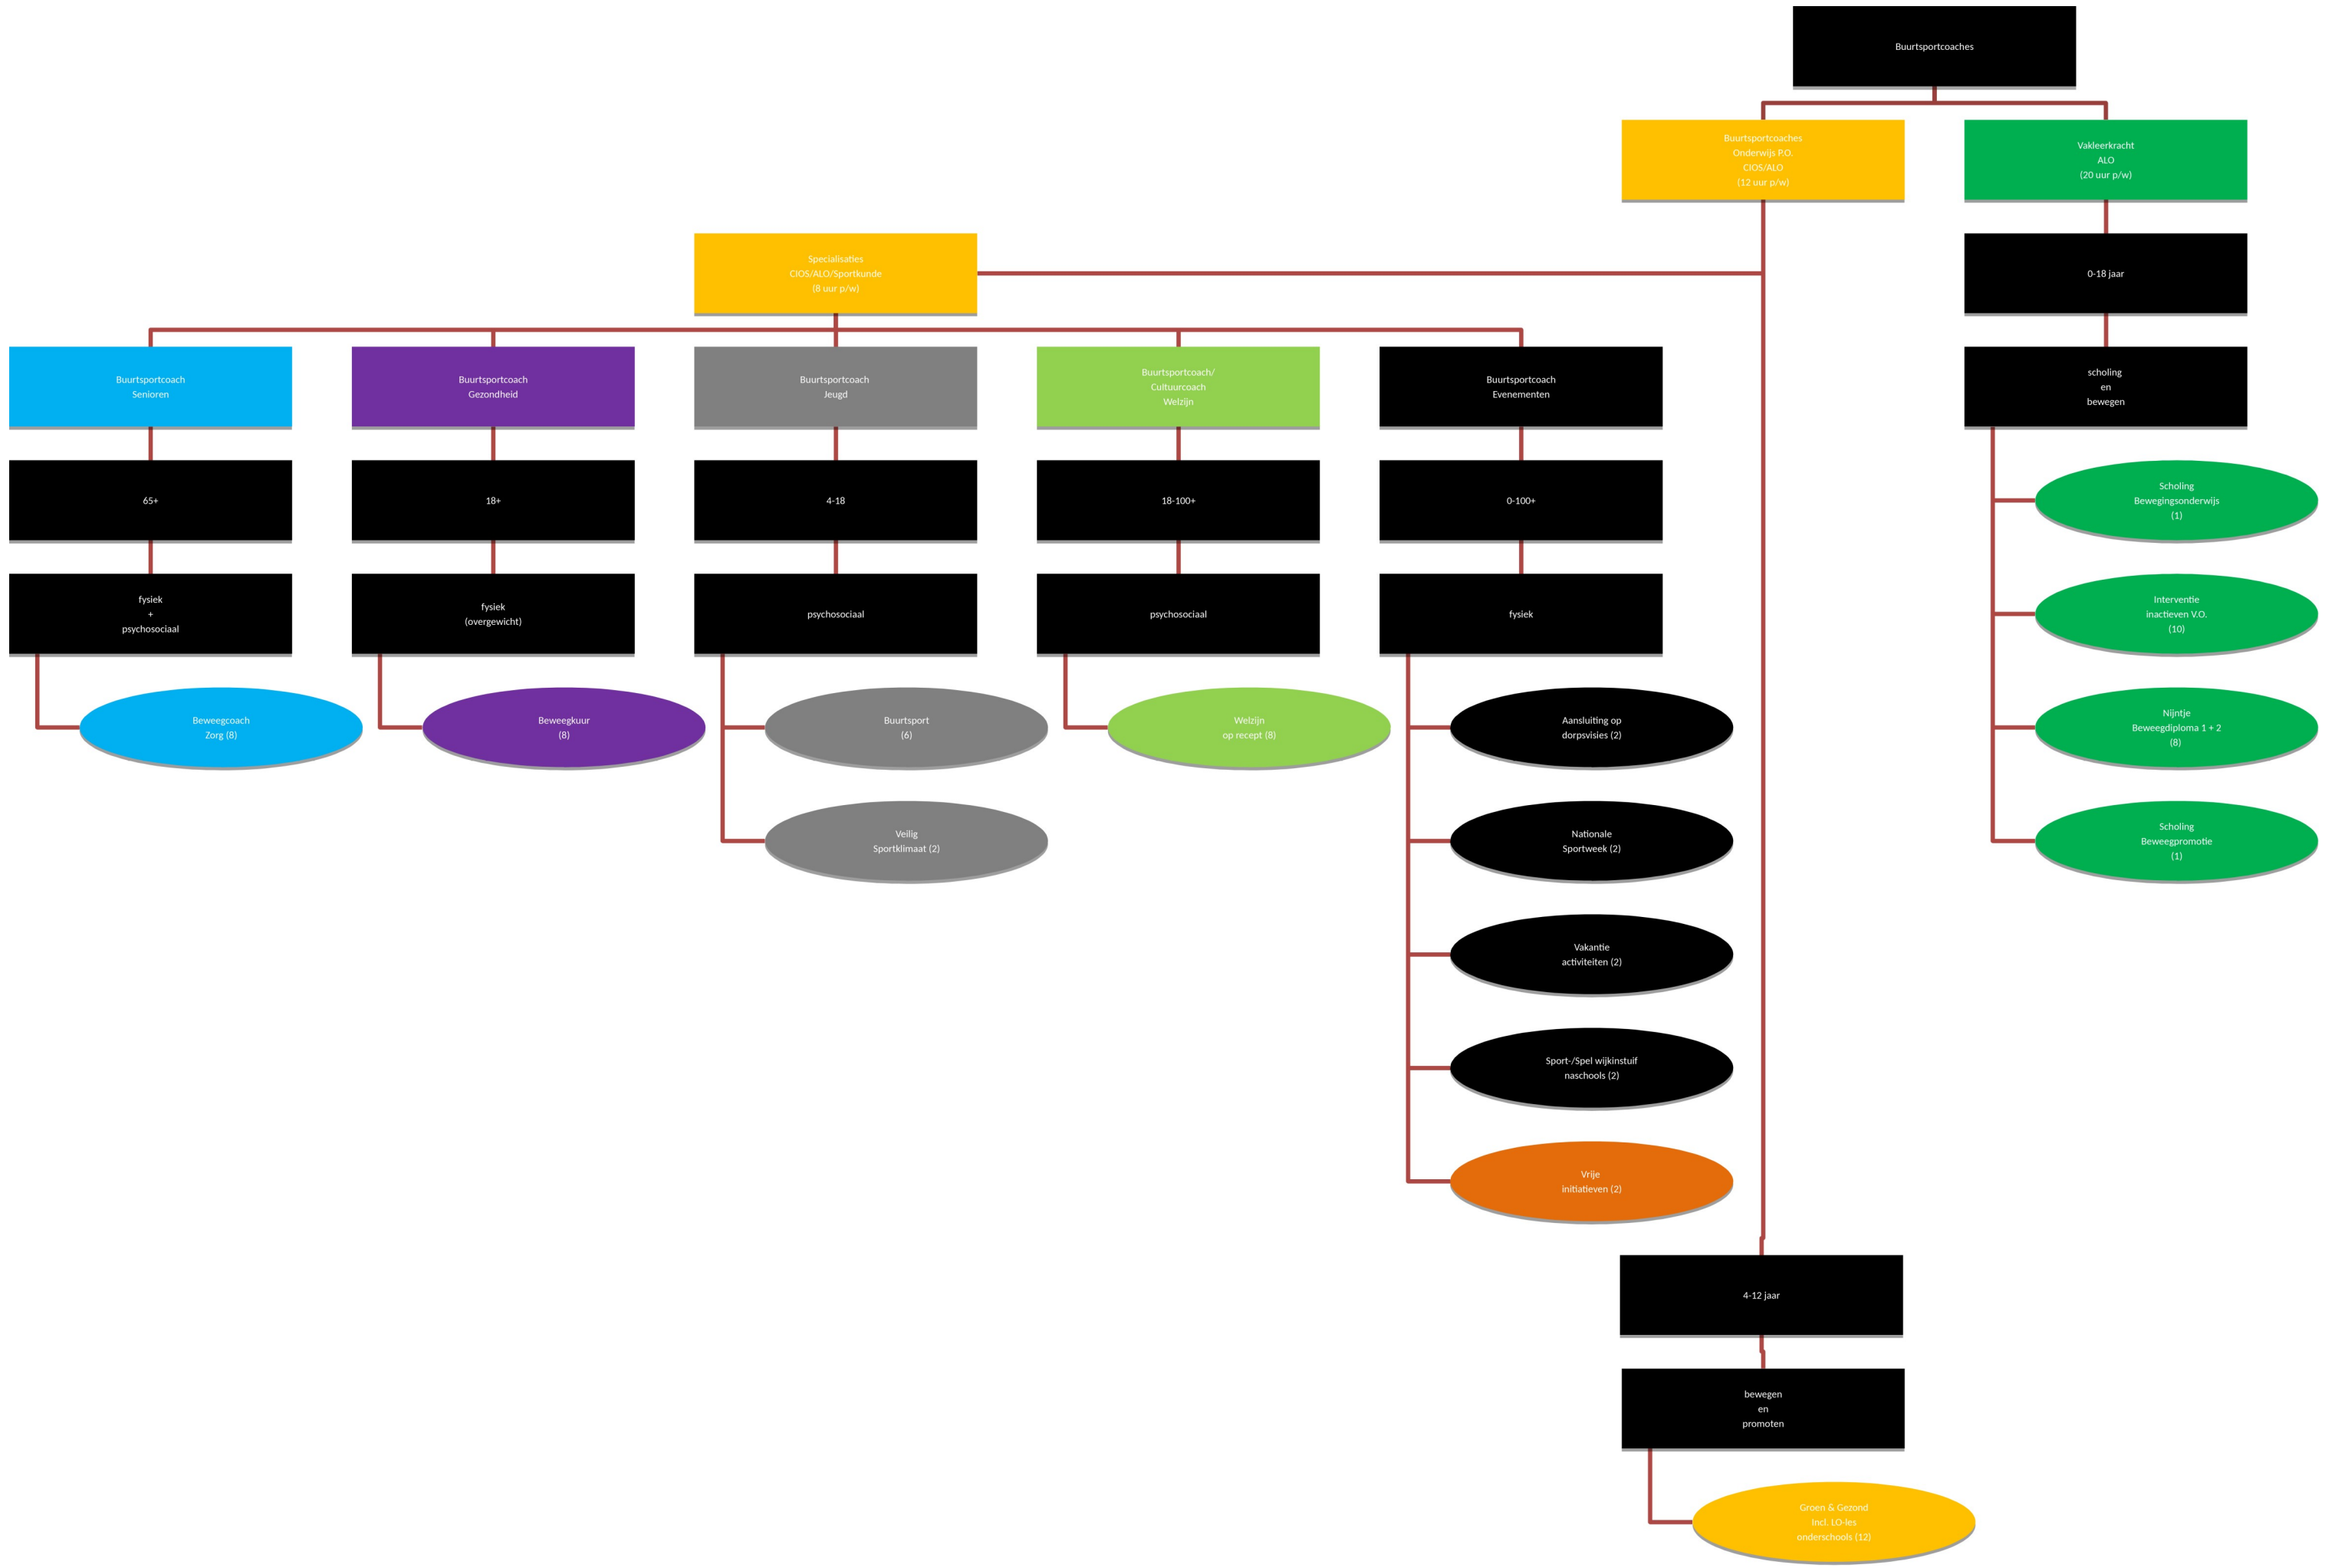 Buurtsportcoaches
Buurtsportcoaches
Onderwijs P.O.
CIOS/ALO
(12 uur p/w)
Vakleerkracht
ALO
(20 uur p/w)
Specialisaties
CIOS/ALO/Sportkunde
(8 uur p/w)
0-18 jaar
Buurtsportcoach
Senioren
Buurtsportcoach
Gezondheid
Buurtsportcoach
Jeugd
Buurtsportcoach/
Cultuurcoach
Welzijn
Buurtsportcoach
Evenementen
scholing
en
bewegen
65+
18+
4-18
18-100+
0-100+
Scholing
Bewegingsonderwijs
(1)
fysiek
+
psychosociaal
fysiek
(overgewicht)
psychosociaal
psychosociaal
fysiek
Interventie
inactieven V.O.
(10)
Beweegcoach
Zorg (8)
Beweegkuur
(8)
Buurtsport
(6)
Welzijn
op recept (8)
Aansluiting op
dorpsvisies (2)
Nijntje
Beweegdiploma 1 + 2
(8)
Veilig
Sportklimaat (2)
Nationale
Sportweek (2)
Scholing
Beweegpromotie
(1)
Vakantie
activiteiten (2)
Sport-/Spel wijkinstuif
naschools (2)
Vrije
initiatieven (2)
4-12 jaar
bewegen
en
promoten
Groen & Gezond
incl. LO-les
onderschools (12)